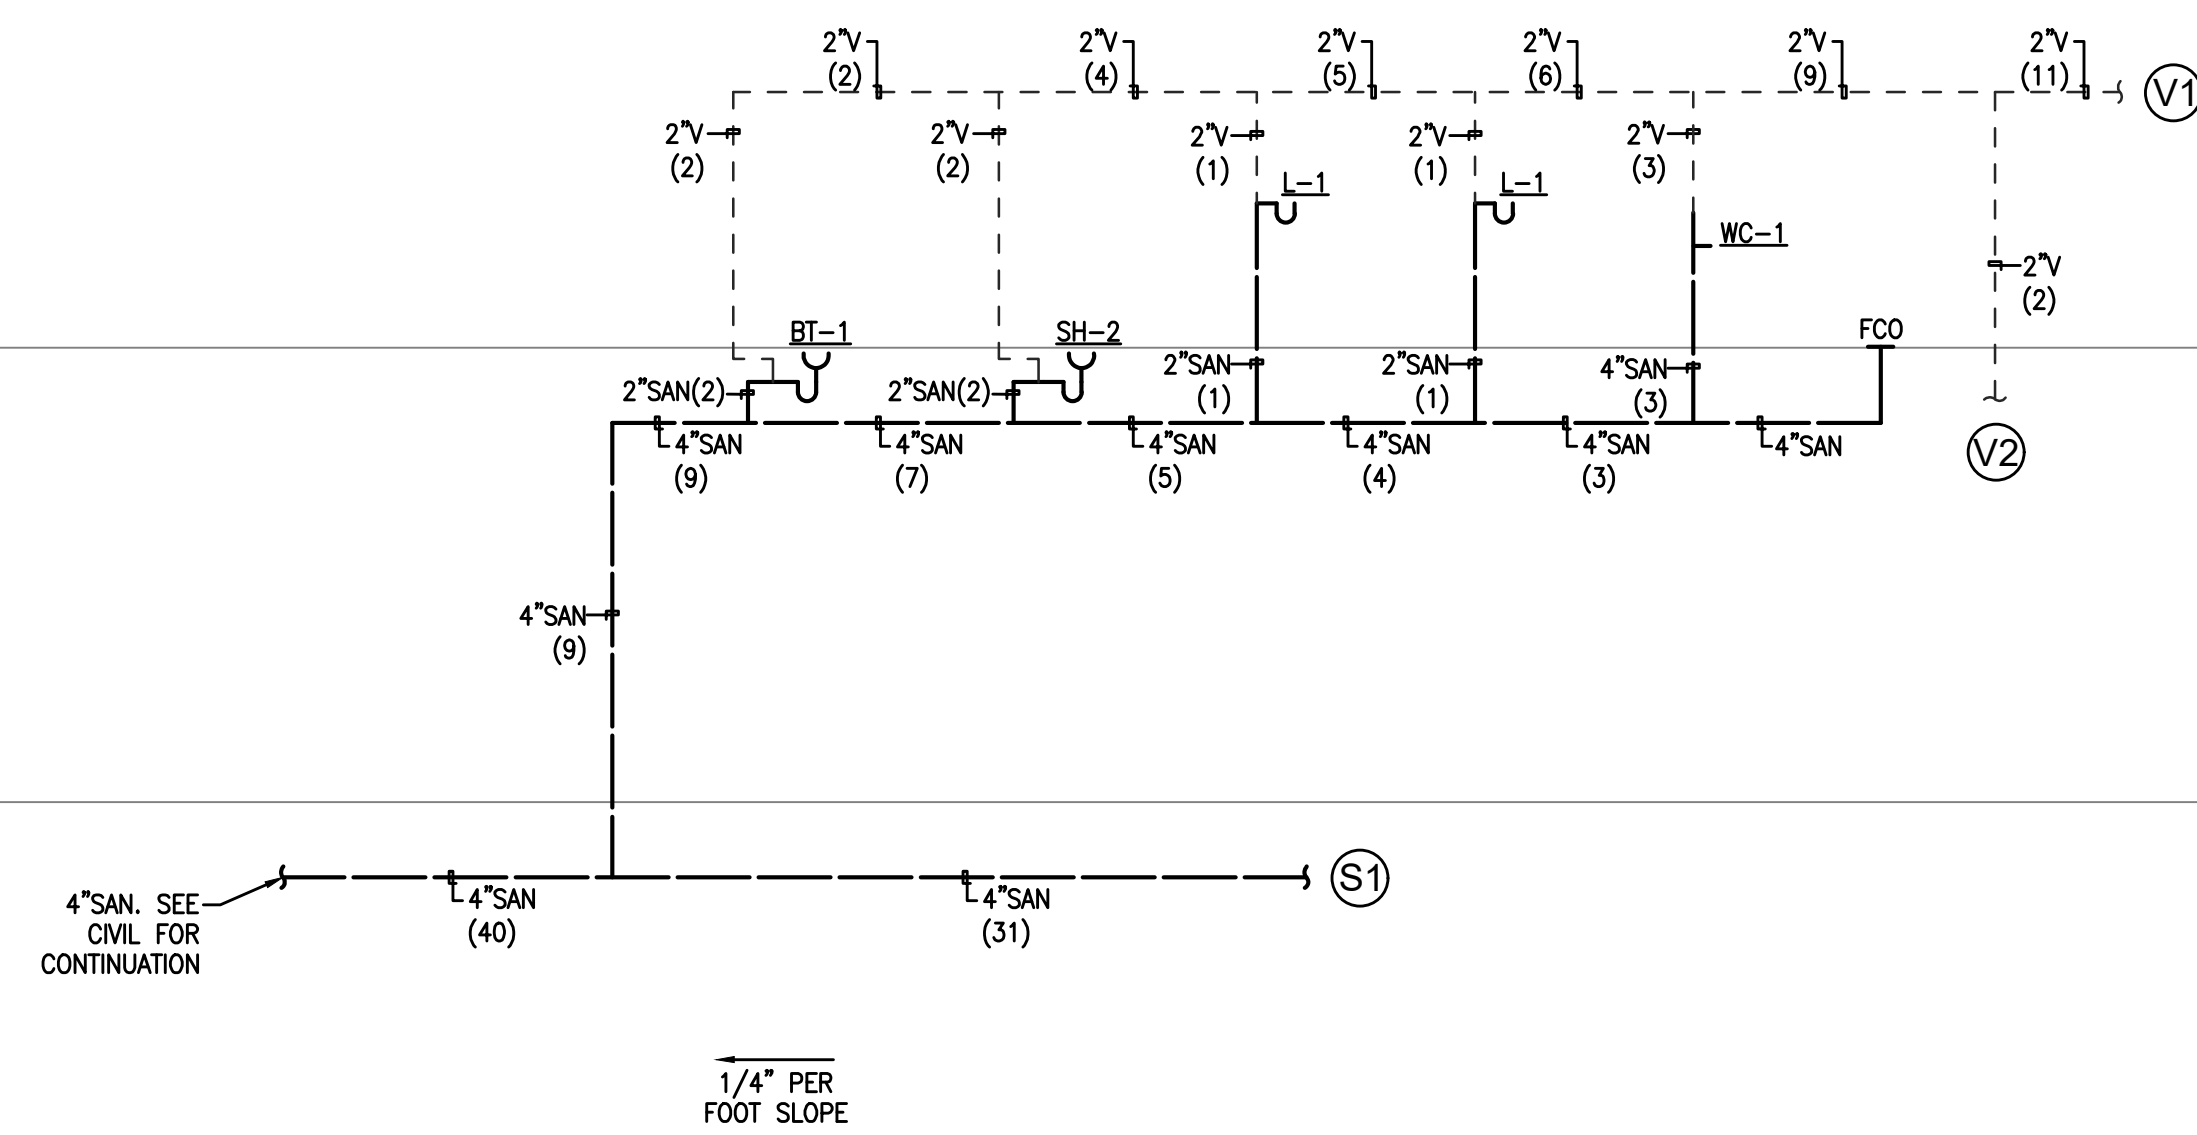 2"V
(2)
2"V
(4)
2"V
(5)
2"V
(6)
2"V
(9)
2"V
(11)
V1
2"V
(2)
2"V
(2)
2"V
(1)
2"V
(1)
2"V
(3)
L-1
L-1
WC-1
2"V
(2)
BT-1
SH-2
FCO
2"SAN(2)
2"SAN(2)
2"SAN
(1)
2"SAN
(1)
4"SAN
(3)
4"SAN
(9)
4"SAN
(7)
4"SAN
(5)
4"SAN
(4)
4"SAN
(3)
4"SAN
V2
4"SAN
(9)
S1
4"SAN. SEE
CIVIL FOR
CONTINUATION
4"SAN
(40)
4"SAN
(31)
1/4" PER
FOOT SLOPE